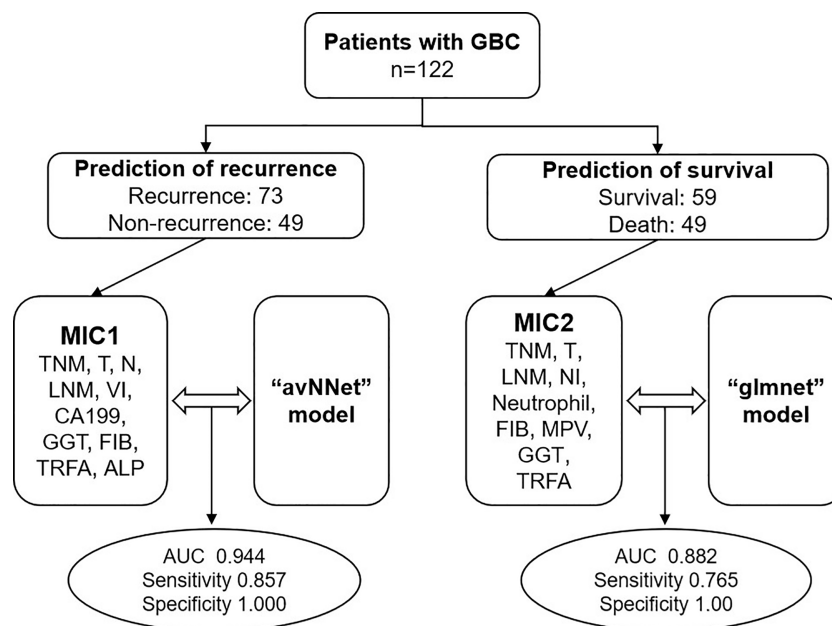 Patients with GBC
n=122
Prediction of recurrence
Recurrence: 73
Non-recurrence: 49
Prediction of survival
Survival: 59
Death: 49
MIC1
TNM, T, N,
LNM, VI,
CA199,
GGT, FIB,
TRFA, ALP
“avNNet”
model
MIC2
TNM, T,
LNM, NI,
Neutrophil,
FIB, MPV,
GGT,
TRFA
“glmnet”
model
AUC 0.944
Sensitivity 0.857
Specificity 1.000
AUC 0.882
Sensitivity 0.765
Specificity 1.00